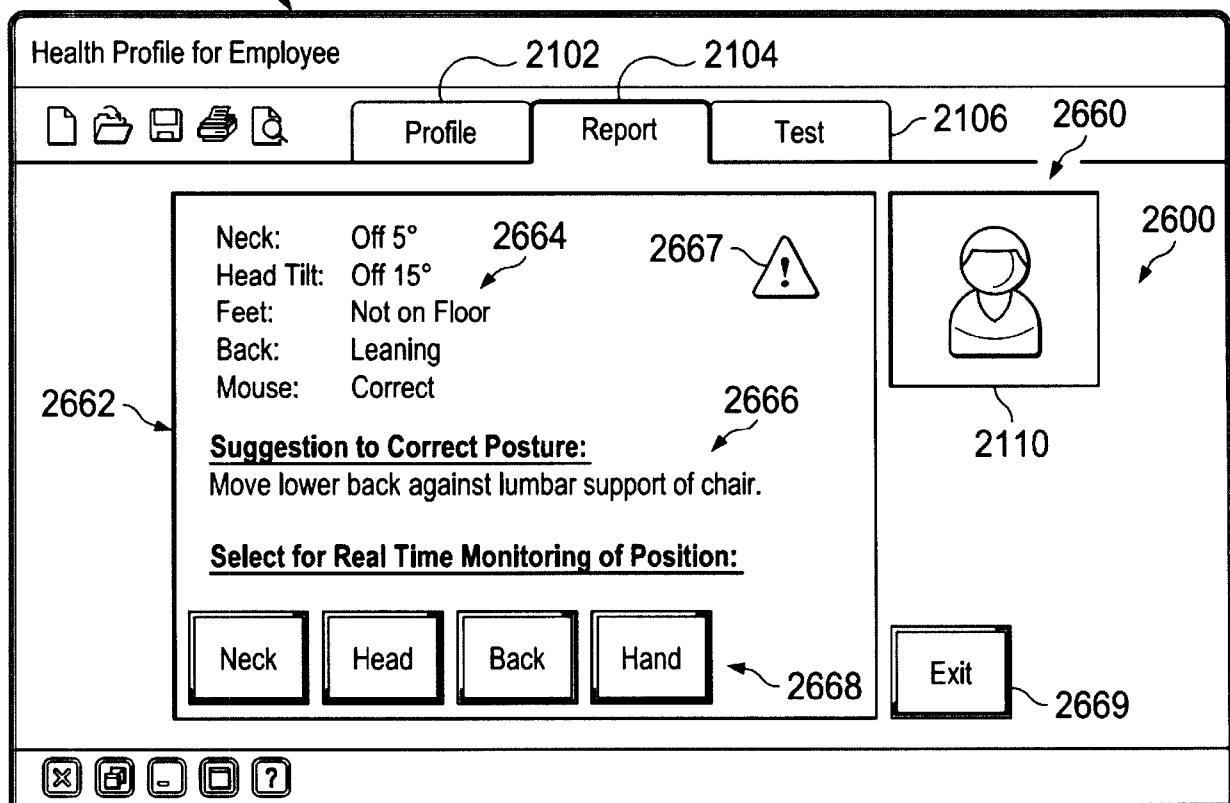 Health Profile for Employee
2102
2104
Profile
Report
Test
2106
2660
2600
Neck: Off 5°
2664
2667
!
Head Tilt: Off 15°
Feet: Not on Floor
Back: Leaning
Mouse: Correct
2662
2666
2110
Suggestion to Correct Posture:
Move lower back against lumbar support of chair.
Select for Real Time Monitoring of Position:
Neck
Head
Back
Hand
2668
Exit
2669
?